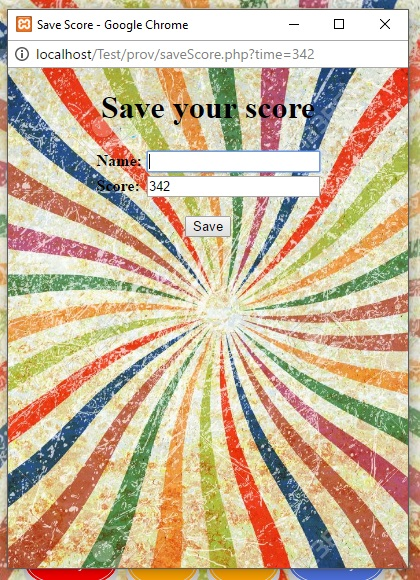 Save Score - Google Chrome
localhost/Test/prov/saveScore.php?time=342
Save your score
Name:
Score: 342
Save